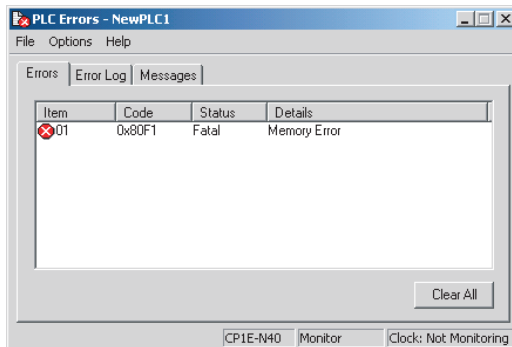 PLC Errors - NewPLC1
File Options Help
Errors Error Log Messages
Item Code Status Details
01 0x80F1 Fatal Memory Error
Clear All
CP1E-N40 Monitor Clock: Not Monitoring